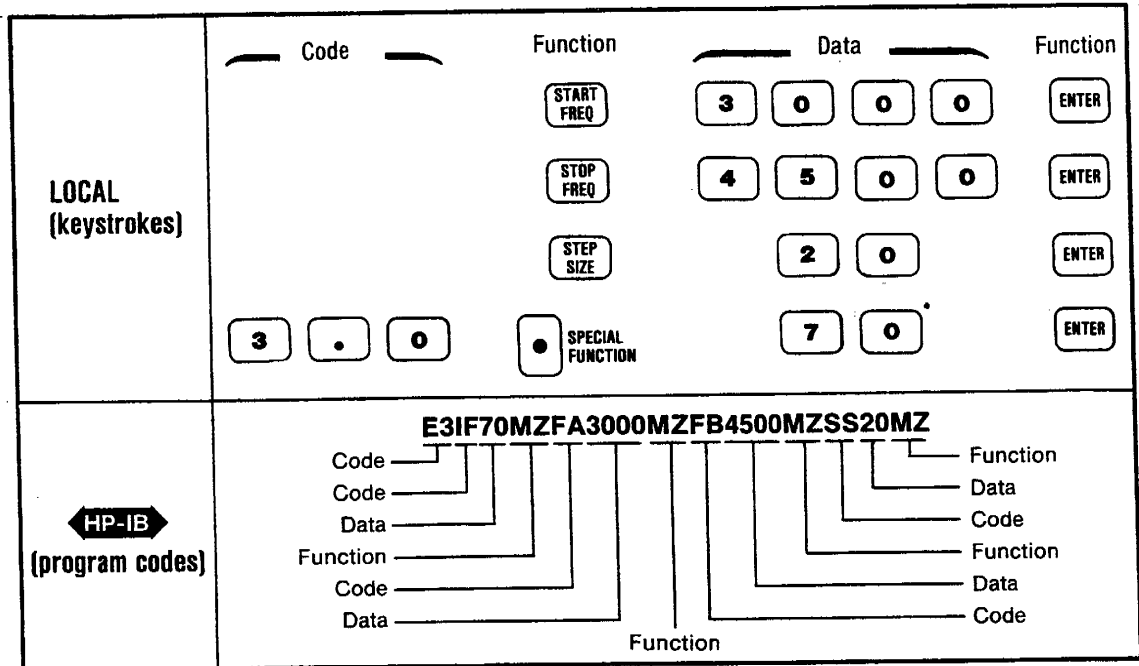 Code Function Data Function
START FREQ 3 0 0 0 ENTER
STOP FREQ 4 5 0 0 ENTER
LOCAL
(keystrokes)
STEP SIZE 2 0 ENTER
3 . 0 SPECIAL FUNCTION 7 0 ENTER
E3IF70MZFA3000MZFB4500MZSS20MZ
HP-IB
(program codes)
Code
Code
Data
Function
Code
Data
Function
Function
Data
Code
Function
Data
Code